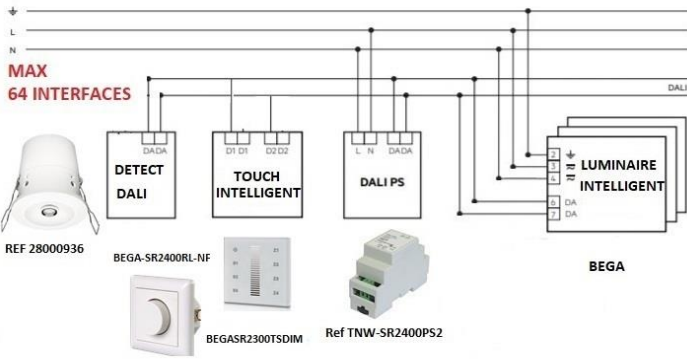 L
N
MAX
64 INTERFACES
DALI
DA DA
D1 D1 D2 D2
L N DA DA
DETECT
DALI
TOUCH
INTELLIGENT
DALI PS
2
3
4
6 DA
7 DA
LUMINAIRE
INTELLIGENT
REF 28000936
BEGA-SR2400RL-NF
BEGASR2300TSDIM
Ref TNW-SR2400PS2
BEGA